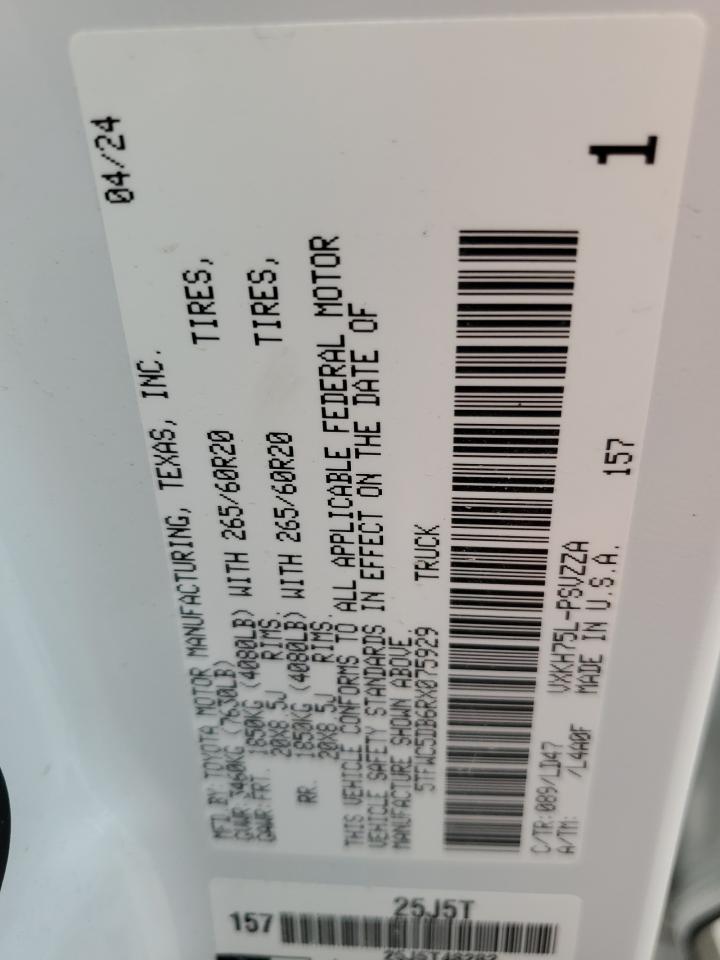 04/24
MFD. BY: TOYOTA MOTOR MANUFACTURING, TEXAS, INC.
GVWR: 3460KG (7630LB)
GAWR: FRT. 1850KG (4080LB) WITH 265/60R20 TIRES,
20X8.5J RIMS.
RR. 1850KG (4080LB) WITH 265/60R20 TIRES,
20X8.5J RIMS.
THIS VEHICLE CONFORMS TO ALL APPLICABLE FEDERAL MOTOR
VEHICLE SAFETY STANDARDS IN EFFECT ON THE DATE OF
MANUFACTURE SHOWN ABOVE.
5TFWC5DB6RX075929 TRUCK
1
157
C/TR:089/LD47 VXKH75L-PSVZZA
A/TM: /L4A0F MADE IN U.S.A.
25J5T
157